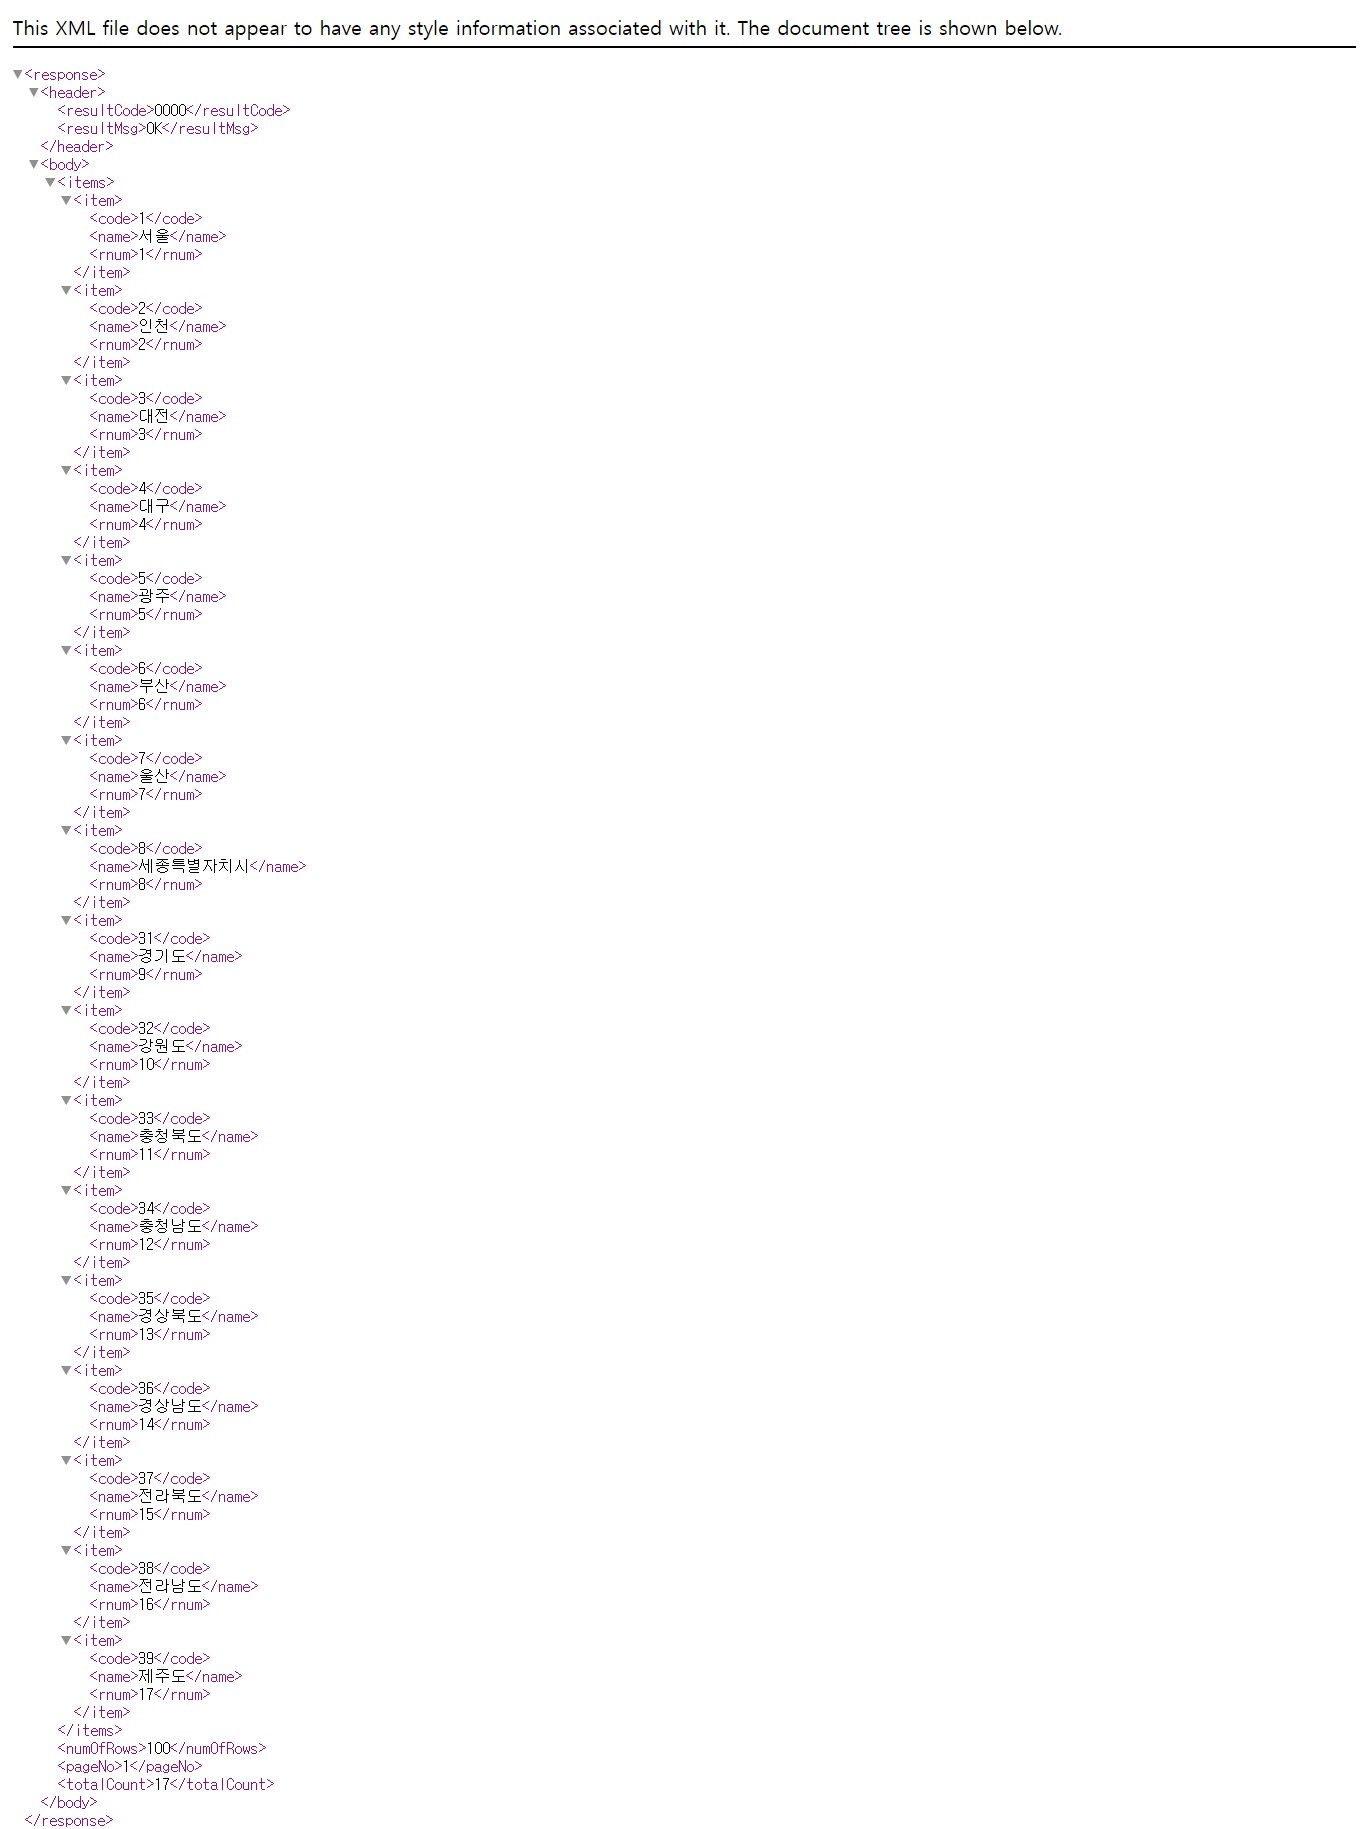 This XML file does not appear to have any style information associated with it. The document tree is shown below.
▼<response>
▼<header>
<resultCode>0000</resultCode>
<resultMsg>OK</resultMsg>
</header>
▼<body>
▼<items>
▼<item>
<code>1</code>
<name>서울</name>
<rnum>1</rnum>
</item>
▼<item>
<code>2</code>
<name>인천</name>
<rnum>2</rnum>
</item>
▼<item>
<code>3</code>
<name>대전</name>
<rnum>3</rnum>
</item>
▼<item>
<code>4</code>
<name>대구</name>
<rnum>4</rnum>
</item>
▼<item>
<code>5</code>
<name>광주</name>
<rnum>5</rnum>
</item>
▼<item>
<code>6</code>
<name>부산</name>
<rnum>6</rnum>
</item>
▼<item>
<code>7</code>
<name>울산</name>
<rnum>7</rnum>
</item>
▼<item>
<code>8</code>
<name>세종특별자치시</name>
<rnum>8</rnum>
</item>
▼<item>
<code>31</code>
<name>경기도</name>
<rnum>9</rnum>
</item>
▼<item>
<code>32</code>
<name>강원도</name>
<rnum>10</rnum>
</item>
▼<item>
<code>33</code>
<name>충청북도</name>
<rnum>11</rnum>
</item>
▼<item>
<code>34</code>
<name>충청남도</name>
<rnum>12</rnum>
</item>
▼<item>
<code>35</code>
<name>경상북도</name>
<rnum>13</rnum>
</item>
▼<item>
<code>36</code>
<name>경상남도</name>
<rnum>14</rnum>
</item>
▼<item>
<code>37</code>
<name>전라북도</name>
<rnum>15</rnum>
</item>
▼<item>
<code>38</code>
<name>전라남도</name>
<rnum>16</rnum>
</item>
▼<item>
<code>39</code>
<name>제주도</name>
<rnum>17</rnum>
</item>
</items>
<numOfRows>100</numOfRows>
<pageNo>1</pageNo>
<totalCount>17</totalCount>
</body>
</response>